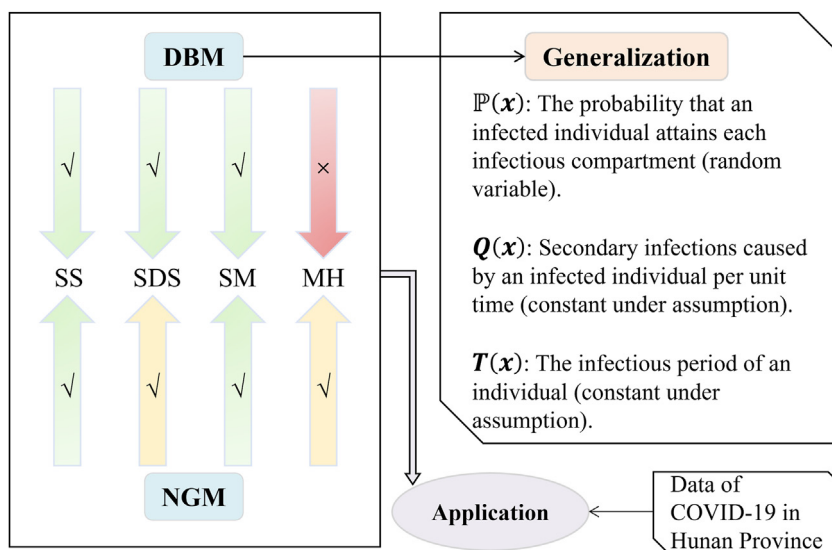 DBM
√ √ √ ×
SS SDS SM MH
√ √ √ √
NGM
Generalization
ℙ(x): The probability that an
infected individual attains each
infectious compartment (random
variable).
Q(x): Secondary infections caused
by an infected individual per unit
time (constant under assumption).
T(x): The infectious period of an
individual (constant under
assumption).
Application
Data of
COVID-19 in
Hunan Province